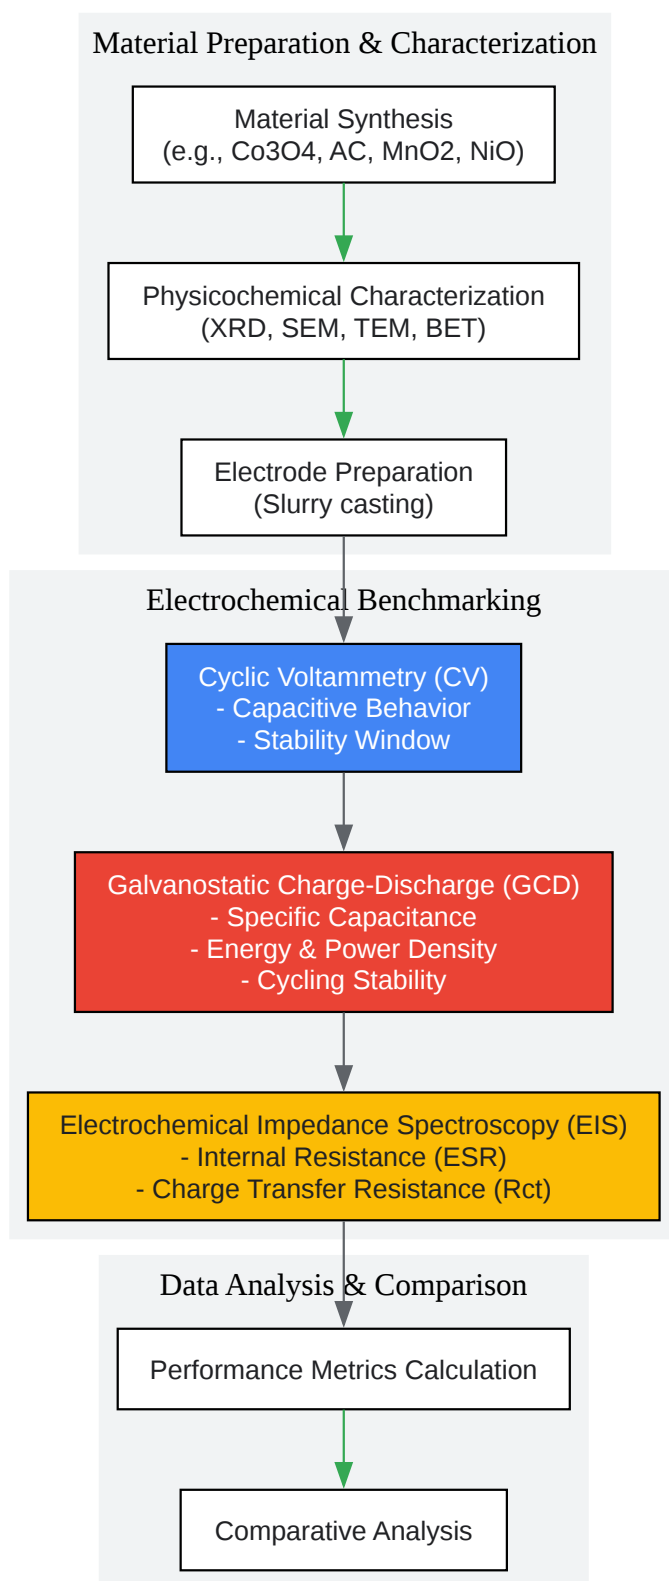 Material Preparation & Characterization
Material Synthesis
(e.g., Co3O4, AC, MnO2, NiO)
Physicochemical Characterization
(XRD, SEM, TEM, BET)
Electrode Preparation
(Slurry casting)
Electrochemical Benchmarking
Cyclic Voltammetry (CV)
- Capacitive Behavior
- Stability Window
Galvanostatic Charge-Discharge (GCD)
- Specific Capacitance
- Energy & Power Density
- Cycling Stability
Electrochemical Impedance Spectroscopy (EIS)
- Internal Resistance (ESR)
- Charge Transfer Resistance (Rct)
Data Analysis & Comparison
Performance Metrics Calculation
Comparative Analysis